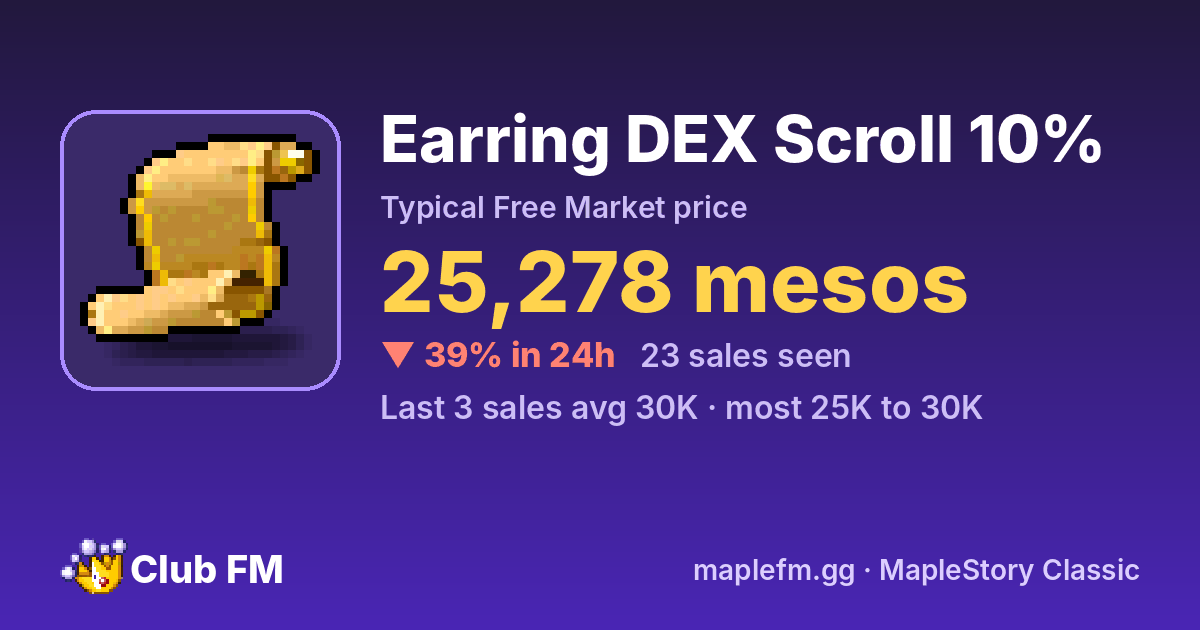 Earring DEX Scroll 10%
Typical Free Market price
25,278 mesos
▼ 39% in 24h 23 sales seen
Last 3 sales avg 30K · most 25K to 30K
Club FM
maplefm.gg · MapleStory Classic